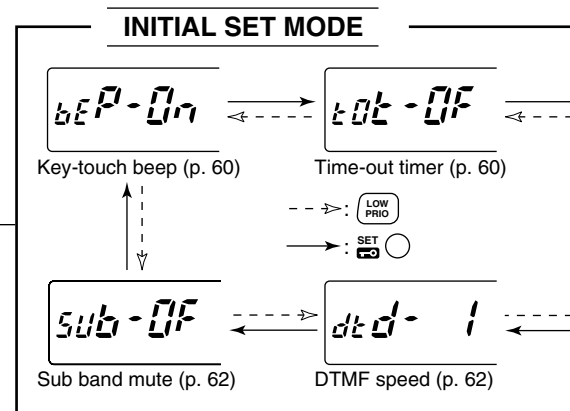 INITIAL SET MODE
bEP-On
tOt-OF
Key-touch beep (p. 60)
Time-out timer (p. 60)
: LOW PRIO
: SET
SUb-OF
dtd- 1
Sub band mute (p. 62)
DTMF speed (p. 62)